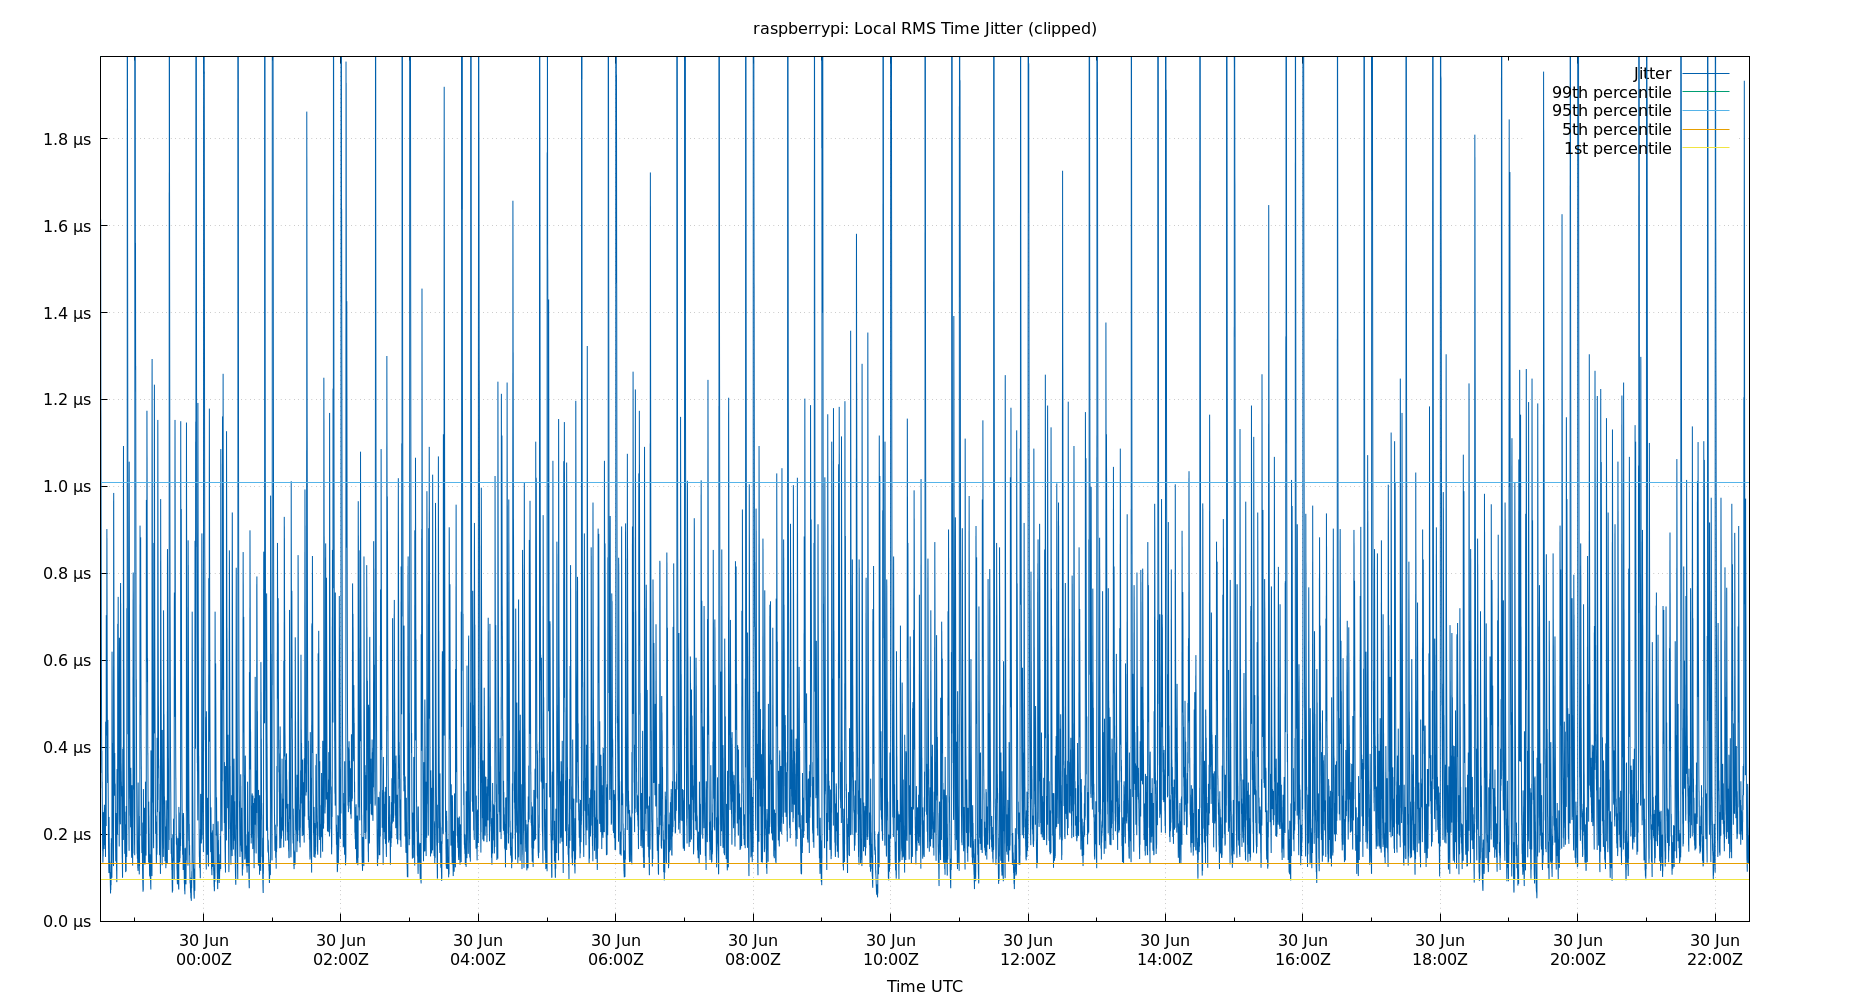 raspberrypi: Local RMS Time Jitter (clipped)
Jitter
99th percentile
95th percentile
5th percentile
1st percentile
1.8 µs
1.6 µs
1.4 µs
1.2 µs
1.0 µs
0.8 µs
0.6 µs
0.4 µs
0.2 µs
0.0 µs
30 Jun 30 Jun 30 Jun 30 Jun 30 Jun 30 Jun 30 Jun 30 Jun 30 Jun 30 Jun 30 Jun 30 Jun
00:00Z 02:00Z 04:00Z 06:00Z 08:00Z 10:00Z 12:00Z 14:00Z 16:00Z 18:00Z 20:00Z 22:00Z
Time UTC